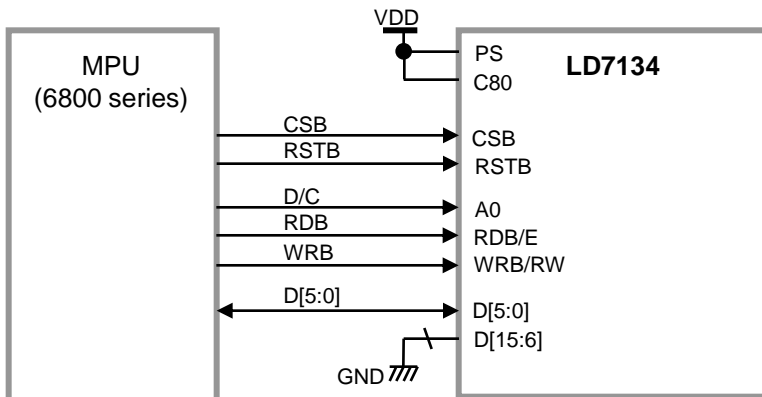 VDD
MPU
(6800 series)
PS
C80
LD7134
CSB
CSB
RSTB
RSTB
D/C
A0
RDB
RDB/E
WRB
WRB/RW
D[5:0]
D[5:0]
D[15:6]
GND